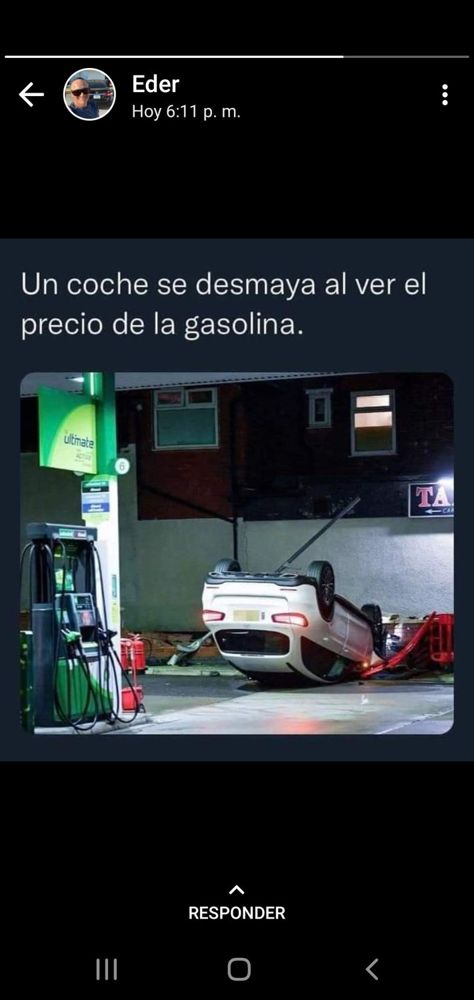 Eder
Hoy 6:11 p. m.
Un coche se desmaya al ver el
precio de la gasolina.
ultimate
6
TA
RESPONDER